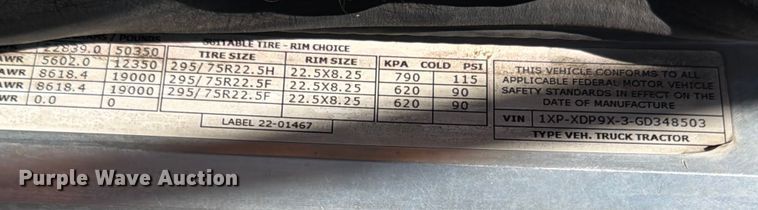 / POUNDS SUITABLE TIRE - RIM CHOICE
22839.0 50350 TIRE SIZE RIM SIZE KPA COLD PSI
AWR 5602.0 12350 295/75R22.5H 22.5X8.25 790 115
AWR 8618.4 19000 295/75R22.5F 22.5X8.25 620 90
AWR 8618.4 19000 295/75R22.5F 22.5X8.25 620 90
AWR 0.0 0
LABEL 22-01467
THIS VEHICLE CONFORMS TO ALL
APPLICABLE FEDERAL MOTOR VEHICLE
SAFETY STANDARDS IN EFFECT ON THE
DATE OF MANUFACTURE
VIN 1XP-XDP9X-3-GD348503
TYPE VEH. TRUCK TRACTOR
Purple Wave Auction